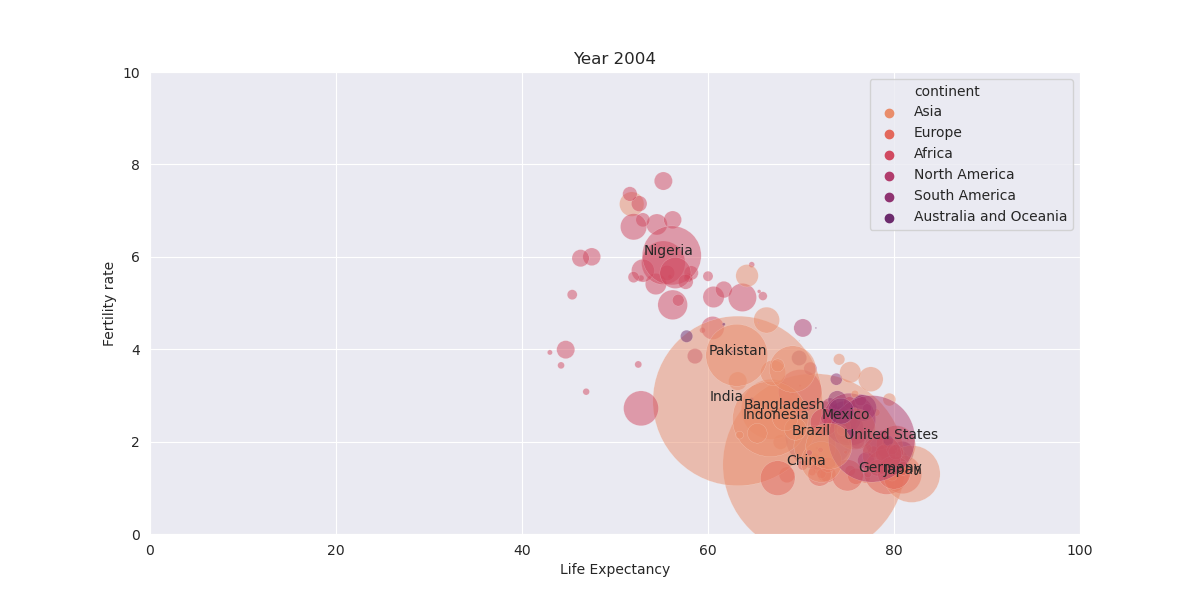 Year 2004
10
8
6
4
2
0
Fertility rate
0
20
40
60
80
100
Life Expectancy
continent
Asia
Europe
Africa
North America
South America
Australia and Oceania
Nigeria
Pakistan
India
Bangladesh
Indonesia
Mexico
Brazil
United States
China
Germany
Japan